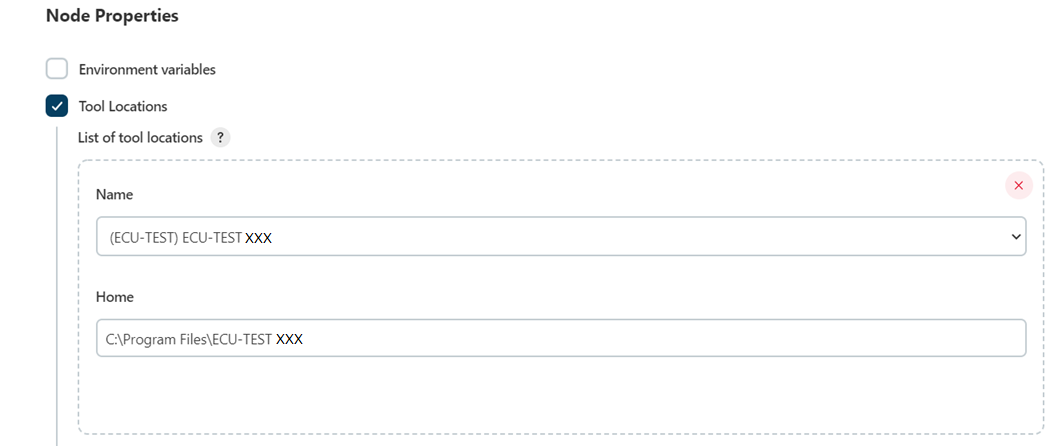 Node Properties
Environment variables
Tool Locations
List of tool locations ?
Name
(ECU-TEST) ECU-TEST XXX
Home
C:\Program Files\ECU-TEST XXX